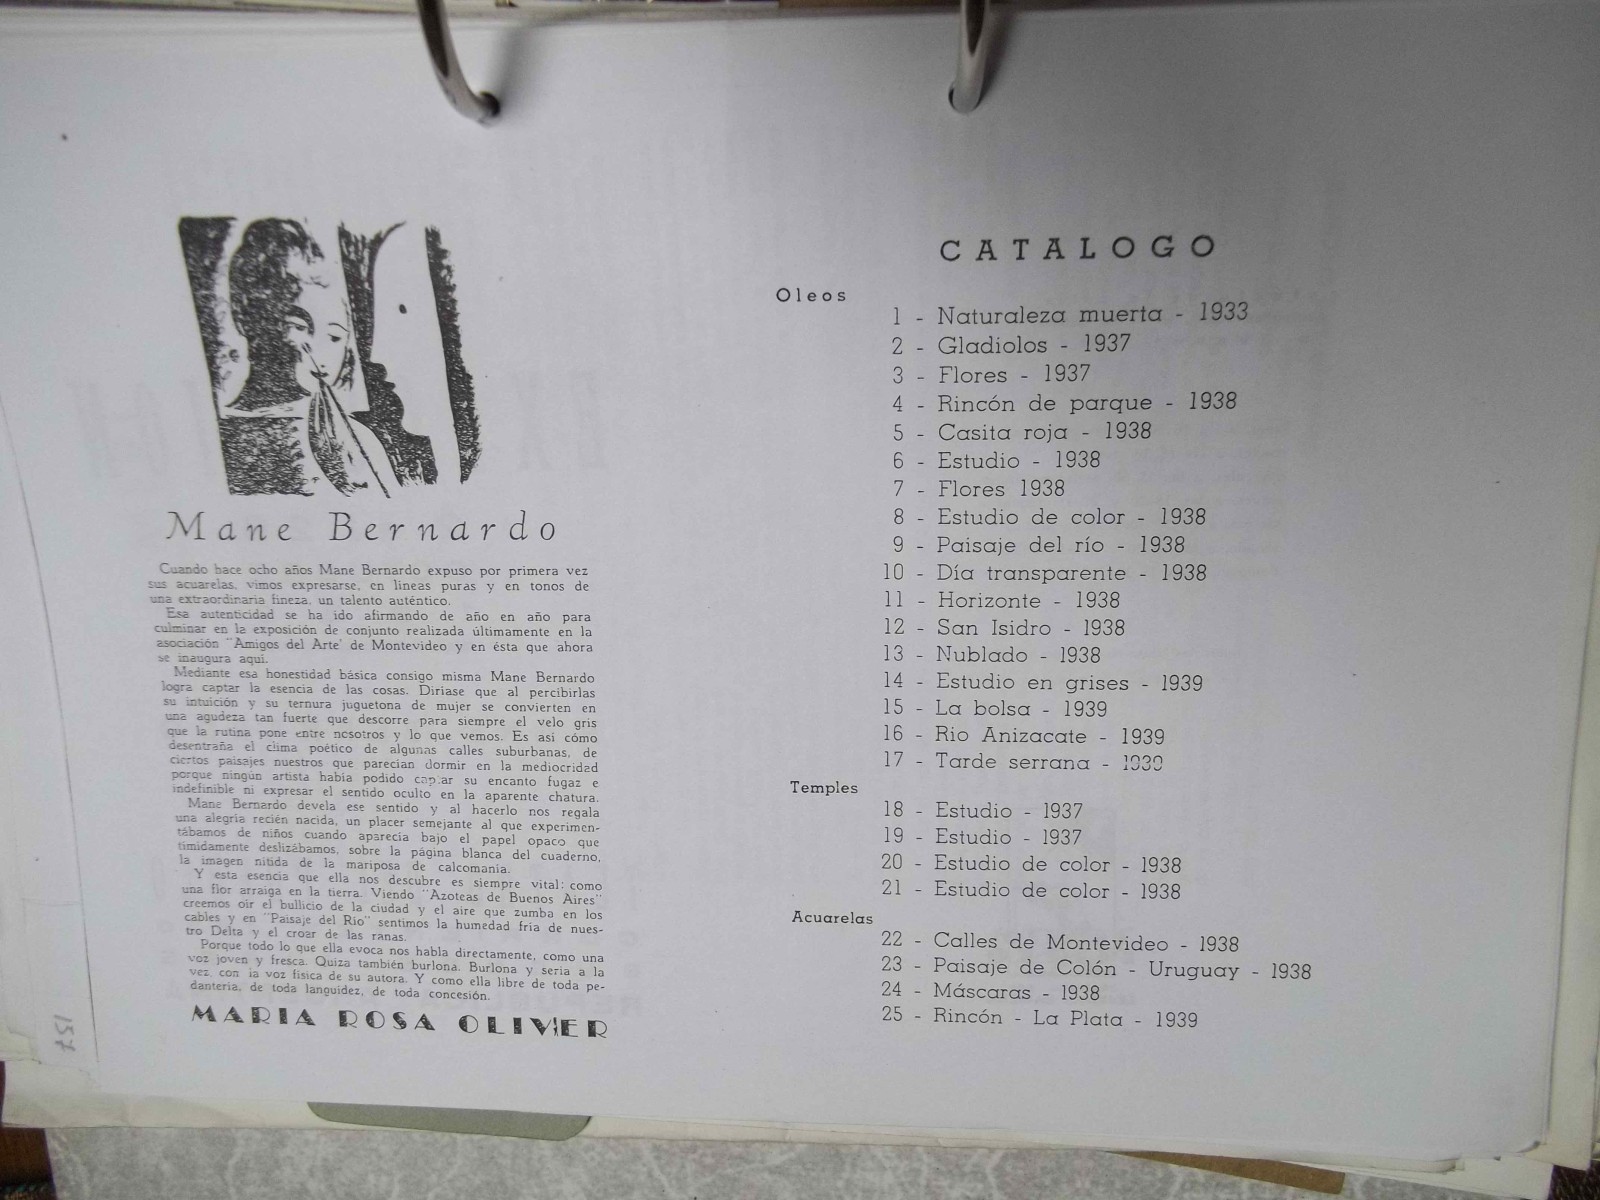 Mane Bernardo
Cuando hace ocho años Mane Bernardo expuso por primera vez
sus acuarelas, vimos expresarse, en líneas puras y en tonos de
una extraordinaria fineza, un talento auténtico.
Esa autenticidad se ha ido afirmando de año en año para
culminar en la exposición de conjunto realizada últimamente en la
asociación "Amigos del Arte' de Montevideo y en ésta que ahora
se inaugura aquí.
Mediante esa honestidad básica consigo misma Mane Bernardo
logra captar la esencia de las cosas. Diríase que al percibirlas
su intuición y su ternura juguetona de mujer se convierten en
una agudeza tan fuerte que descorre para siempre el velo gris
que la rutina pone entre nosotros y lo que vemos. Es así cómo
desentraña el clima poético de algunas calles suburbanas, de
ciertos paisajes nuestros que parecían dormir en la mediocridad
porque ningún artista había podido captar su encanto fugaz e
indefinible ni expresar el sentido oculto en la aparente chatura.
Mane Bernardo devela ese sentido y al hacerlo nos regala
una alegría recién nacida, un placer semejante al que experimen-
tábamos de niños cuando aparecía bajo el papel opaco que
tímidamente deslizábamos, sobre la página blanca del cuaderno,
la imagen nítida de la mariposa de calcomanía.
Y esta esencia que ella nos descubre es siempre vital: como
una flor arraiga en la tierra. Viendo "Azoteas de Buenos Aires"
creemos oír el bullicio de la ciudad y el aire que zumba en los
cables y en "Paisaje del Río" sentimos la humedad fría de nues-
tro Delta y el croar de las ranas.
Porque todo lo que ella evoca nos habla directamente, como una
voz joven y fresca. Quiza también burlona. Burlona y seria a la
vez, con la voz física de su autora. Y como ella libre de toda pe-
dantería, de toda languidez, de toda concesión.
MARIA ROSA OLIVIER
CATALOGO
Oleos
1 - Naturaleza muerta - 1933
2 - Gladiolos - 1937
3 - Flores - 1937
4 - Rincón de parque - 1938
5 - Casita roja - 1938
6 - Estudio - 1938
7 - Flores 1938
8 - Estudio de color - 1938
9 - Paisaje del río - 1938
10 - Día transparente - 1938
11 - Horizonte - 1938
12 - San Isidro - 1938
13 - Nublado - 1938
14 - Estudio en grises - 1939
15 - La bolsa - 1939
16 - Rio Anizacate - 1939
17 - Tarde serrana - 1939
Temples
18 - Estudio - 1937
19 - Estudio - 1937
20 - Estudio de color - 1938
21 - Estudio de color - 1938
Acuarelas
22 - Calles de Montevideo - 1938
23 - Paisaje de Colón - Uruguay - 1938
24 - Máscaras - 1938
25 - Rincón - La Plata - 1939